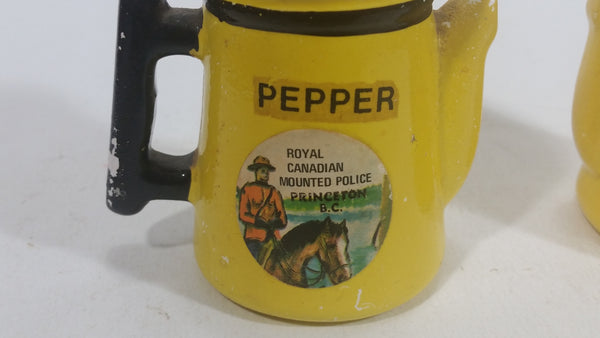 PEPPER
ROYAL
CANADIAN
MOUNTED POLICE
PRINCETON
B.C.